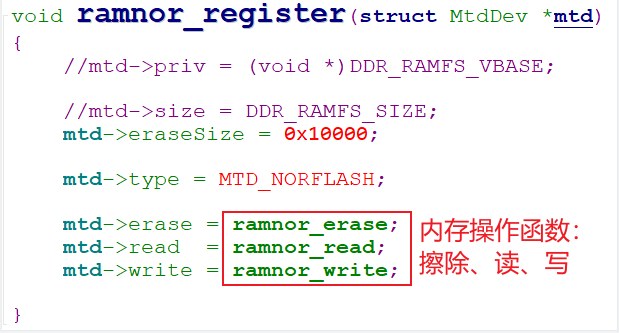 void ramnor_register(struct MtdDev *mtd)
{
//mtd->priv = (void *)DDR_RAMFS_VBASE;
//mtd->size = DDR_RAMFS_SIZE;
mtd->eraseSize = 0x10000;
mtd->type = MTD_NORFLASH;
mtd->erase = ramnor_erase;
mtd->read  = ramnor_read;
mtd->write = ramnor_write;
内存操作函数：
擦除、读、写
}